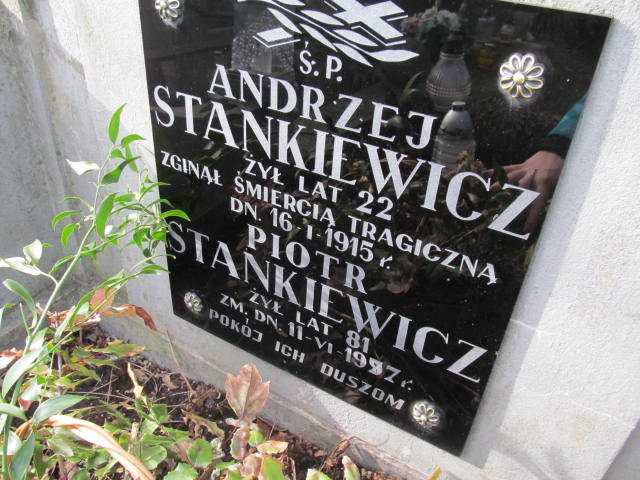 Ś.P.
ANDRZEJ
STANKIEWICZ
ŻYŁ LAT 22
ZGINĄŁ ŚMIERCIĄ TRAGICZNĄ
DN. 16-I-1915 r.
PIOTR
STANKIEWICZ
ŻYŁ LAT 81
ZM, DN. 11-VI-
POKÓJ ICH DUSZOM